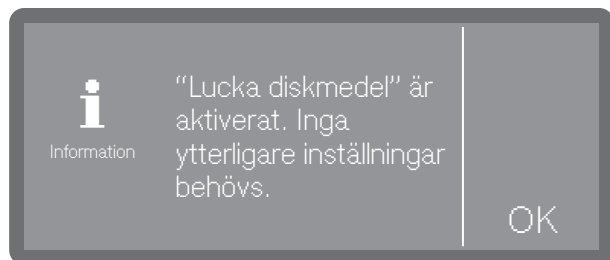 Information
“Lucka diskmedel” är
aktiverat. Inga
ytterligare inställningar
behövs.
OK